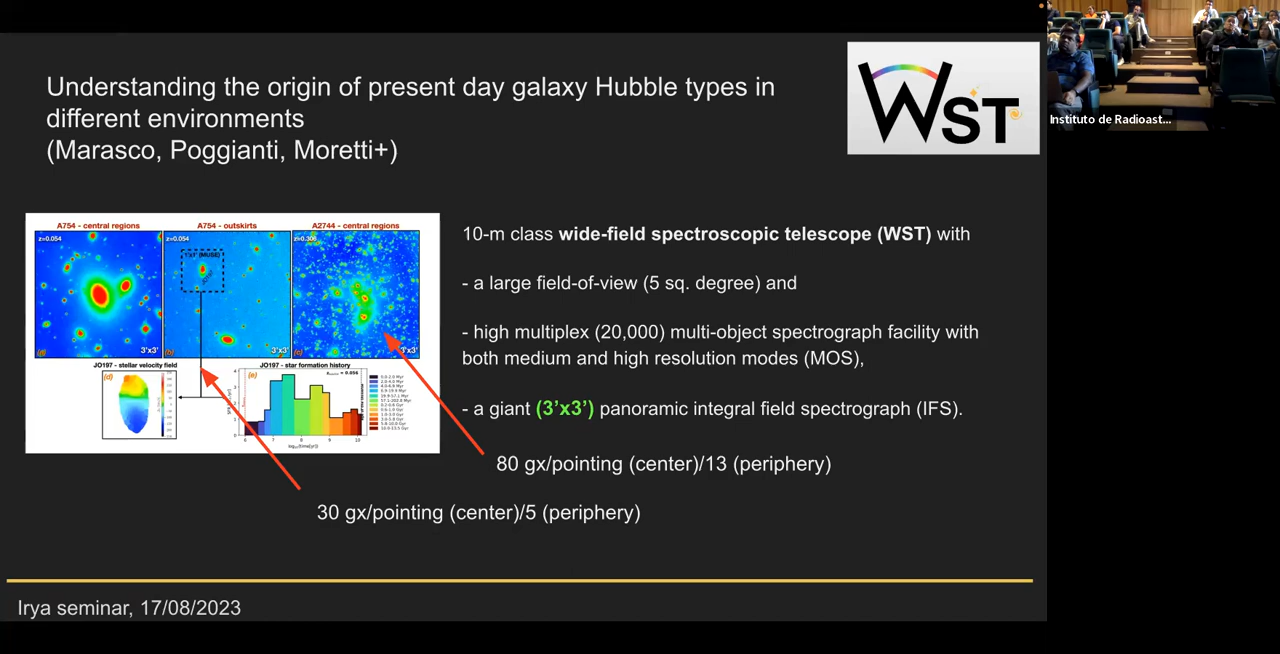 Understanding the origin of present day galaxy Hubble types in
different environments
(Marasco, Poggianti, Moretti+)
WST
Instituto de Radioast...
A754 - central regions
A754 - outskirts
A2744 - central regions
z=0.054
z=0.054
z=0.306
1'x1' (MUSE)
(a)
3'x3'
(b)
3'x3'
(c)
3'x3'
JO197 - stellar velocity field
JO197 - star formation history
(d)
(e)
10-m class wide-field spectroscopic telescope (WST) with
- a large field-of-view (5 sq. degree) and
- high multiplex (20,000) multi-object spectrograph facility with
both medium and high resolution modes (MOS),
- a giant (3’x3’) panoramic integral field spectrograph (IFS).
80 gx/pointing (center)/13 (periphery)
30 gx/pointing (center)/5 (periphery)
Irya seminar, 17/08/2023